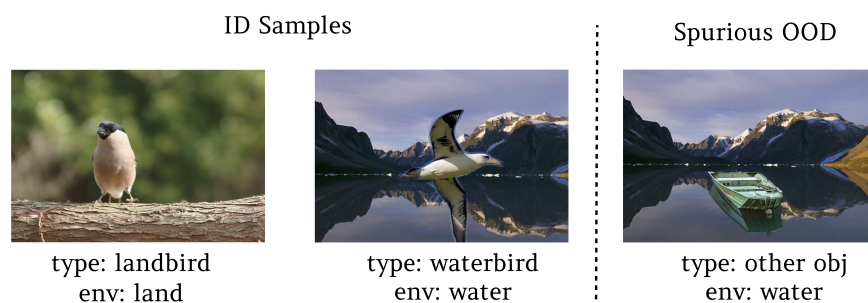 ID Samples
Spurious OOD
type: landbird
env: land
type: waterbird
env: water
type: other obj
env: water